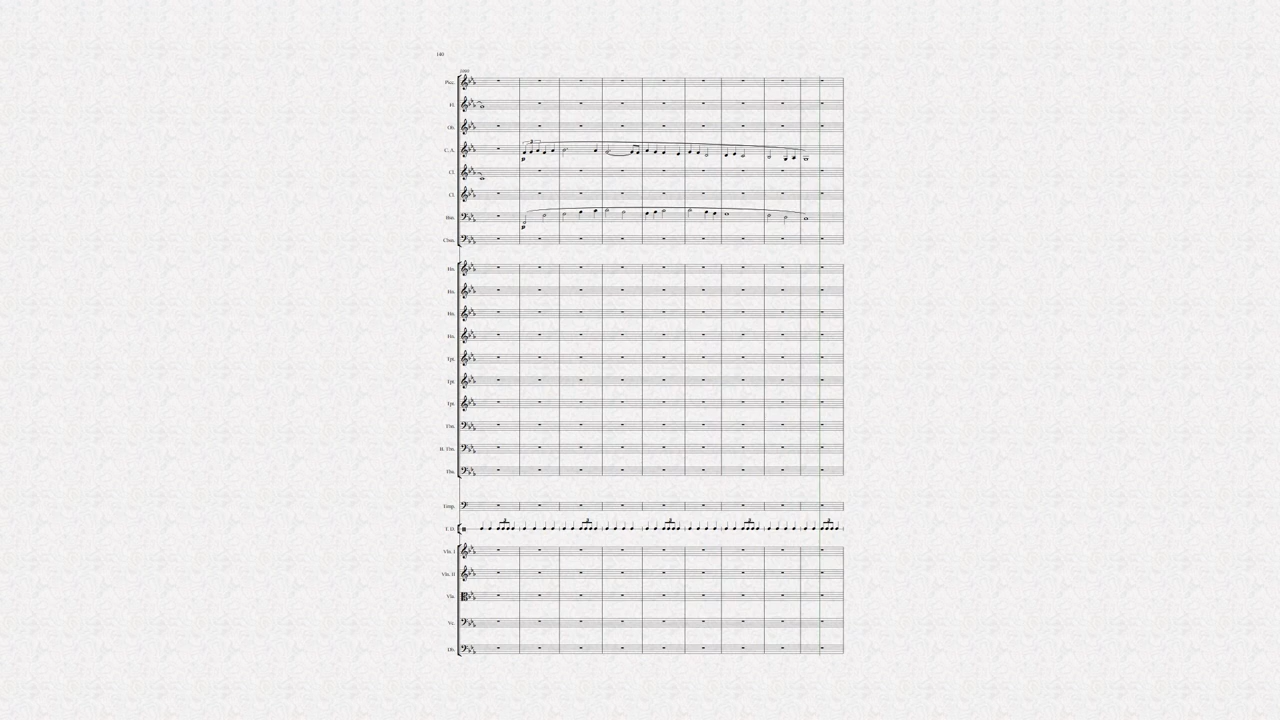 140
Picc.
Fl.
Ob.
C. A.
Cl.
Cl.
Bsn.
Cbsn.
Hn.
Hn.
Hn.
Hn.
Tpt.
Tpt.
Tpt.
Tbn.
B. Tbn.
Tba.
Timp.
T. D.
Vln. I
Vln. II
Vla.
Vc.
Db.